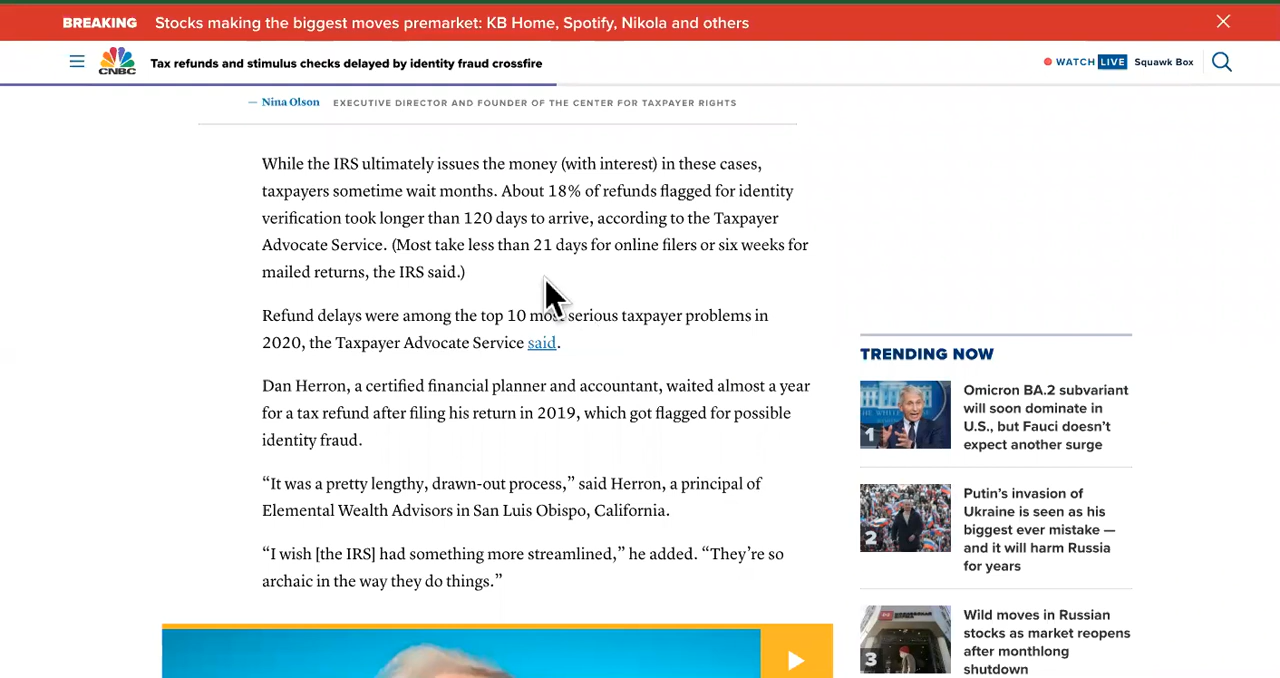 BREAKING Stocks making the biggest moves premarket: KB Home, Spotify, Nikola and others
CNBC Tax refunds and stimulus checks delayed by identity fraud crossfire WATCH LIVE Squawk Box
— Nina Olson EXECUTIVE DIRECTOR AND FOUNDER OF THE CENTER FOR TAXPAYER RIGHTS
While the IRS ultimately issues the money (with interest) in these cases,
taxpayers sometime wait months. About 18% of refunds flagged for identity
verification took longer than 120 days to arrive, according to the Taxpayer
Advocate Service. (Most take less than 21 days for online filers or six weeks for
mailed returns, the IRS said.)
Refund delays were among the top 10 most serious taxpayer problems in
2020, the Taxpayer Advocate Service said.
Dan Herron, a certified financial planner and accountant, waited almost a year
for a tax refund after filing his return in 2019, which got flagged for possible
identity fraud.
“It was a pretty lengthy, drawn-out process,” said Herron, a principal of
Elemental Wealth Advisors in San Luis Obispo, California.
“I wish [the IRS] had something more streamlined,” he added. “They’re so
archaic in the way they do things.”
TRENDING NOW
1
Omicron BA.2 subvariant
will soon dominate in
U.S., but Fauci doesn’t
expect another surge
2
Putin’s invasion of
Ukraine is seen as his
biggest ever mistake —
and it will harm Russia
for years
3
Wild moves in Russian
stocks as market reopens
after monthlong
shutdown